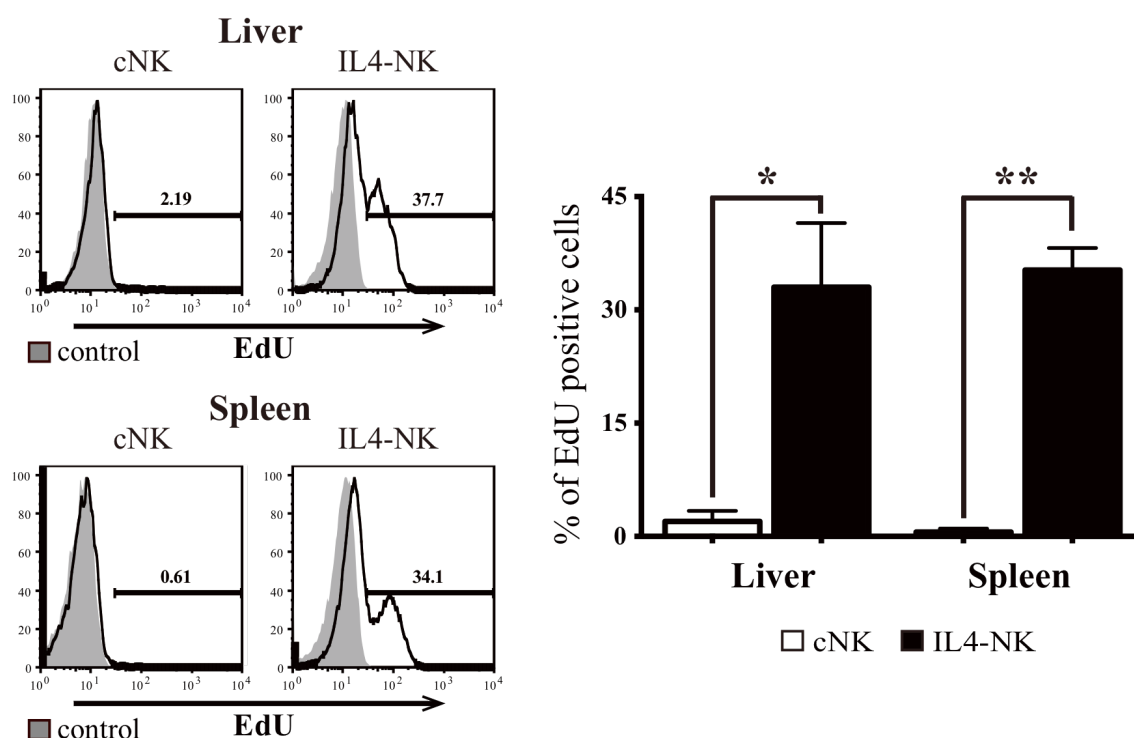 Liver
cNK IL4-NK
100 80 60 40 20 0
2.19
10^0 10^1 10^2 10^3 10^4
100 80 60 40 20 0
37.7
10^0 10^1 10^2 10^3 10^4
EdU
control
Spleen
cNK IL4-NK
100 80 60 40 20 0
0.61
10^0 10^1 10^2 10^3 10^4
100 80 60 40 20 0
34.1
10^0 10^1 10^2 10^3 10^4
EdU
control
% of EdU positive cells
45
30
15
0
* **
Liver Spleen
cNK IL4-NK